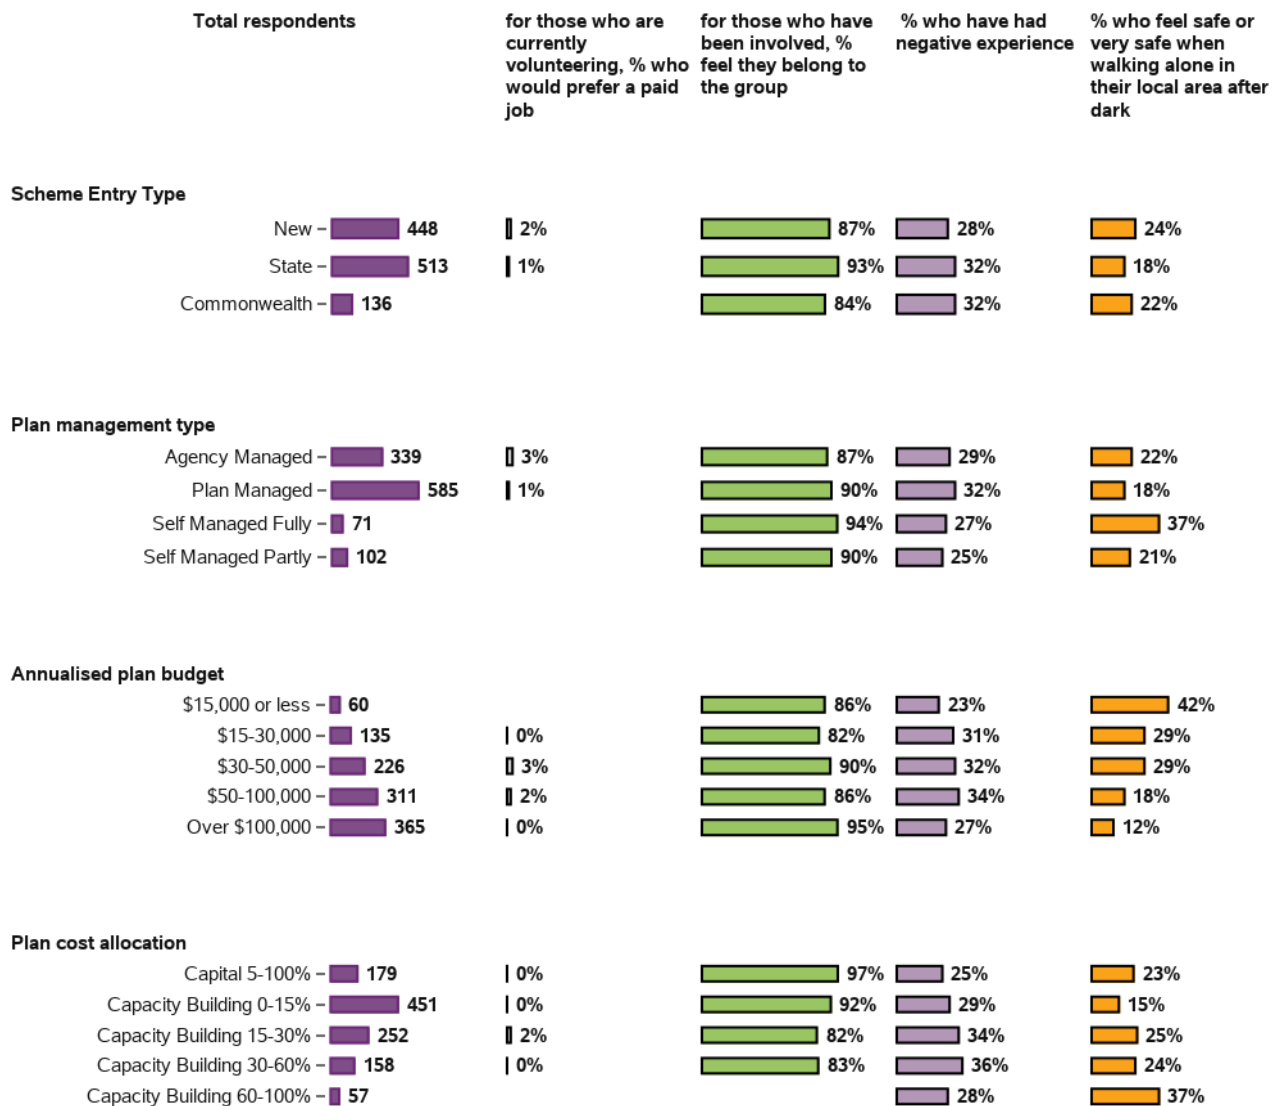 Total respondents
for those who are currently volunteering, % who would prefer a paid job
for those who have been involved, % feel they belong to the group
% who have had negative experience
% who feel safe or very safe when walking alone in their local area after dark
Scheme Entry Type
New 448 2% 87% 28% 24%
State 513 1% 93% 32% 18%
Commonwealth 136 84% 32% 22%
Plan management type
Agency Managed 339 3% 87% 29% 22%
Plan Managed 585 1% 90% 32% 18%
Self Managed Fully 71 94% 27% 37%
Self Managed Partly 102 90% 25% 21%
Annualised plan budget
$15,000 or less 60 86% 23% 42%
$15-30,000 135 0% 82% 31% 29%
$30-50,000 226 3% 90% 32% 29%
$50-100,000 311 2% 86% 34% 18%
Over $100,000 365 0% 95% 27% 12%
Plan cost allocation
Capital 5-100% 179 0% 97% 25% 23%
Capacity Building 0-15% 451 0% 92% 29% 15%
Capacity Building 15-30% 252 2% 82% 34% 25%
Capacity Building 30-60% 158 0% 83% 36% 24%
Capacity Building 60-100% 57 28% 37%